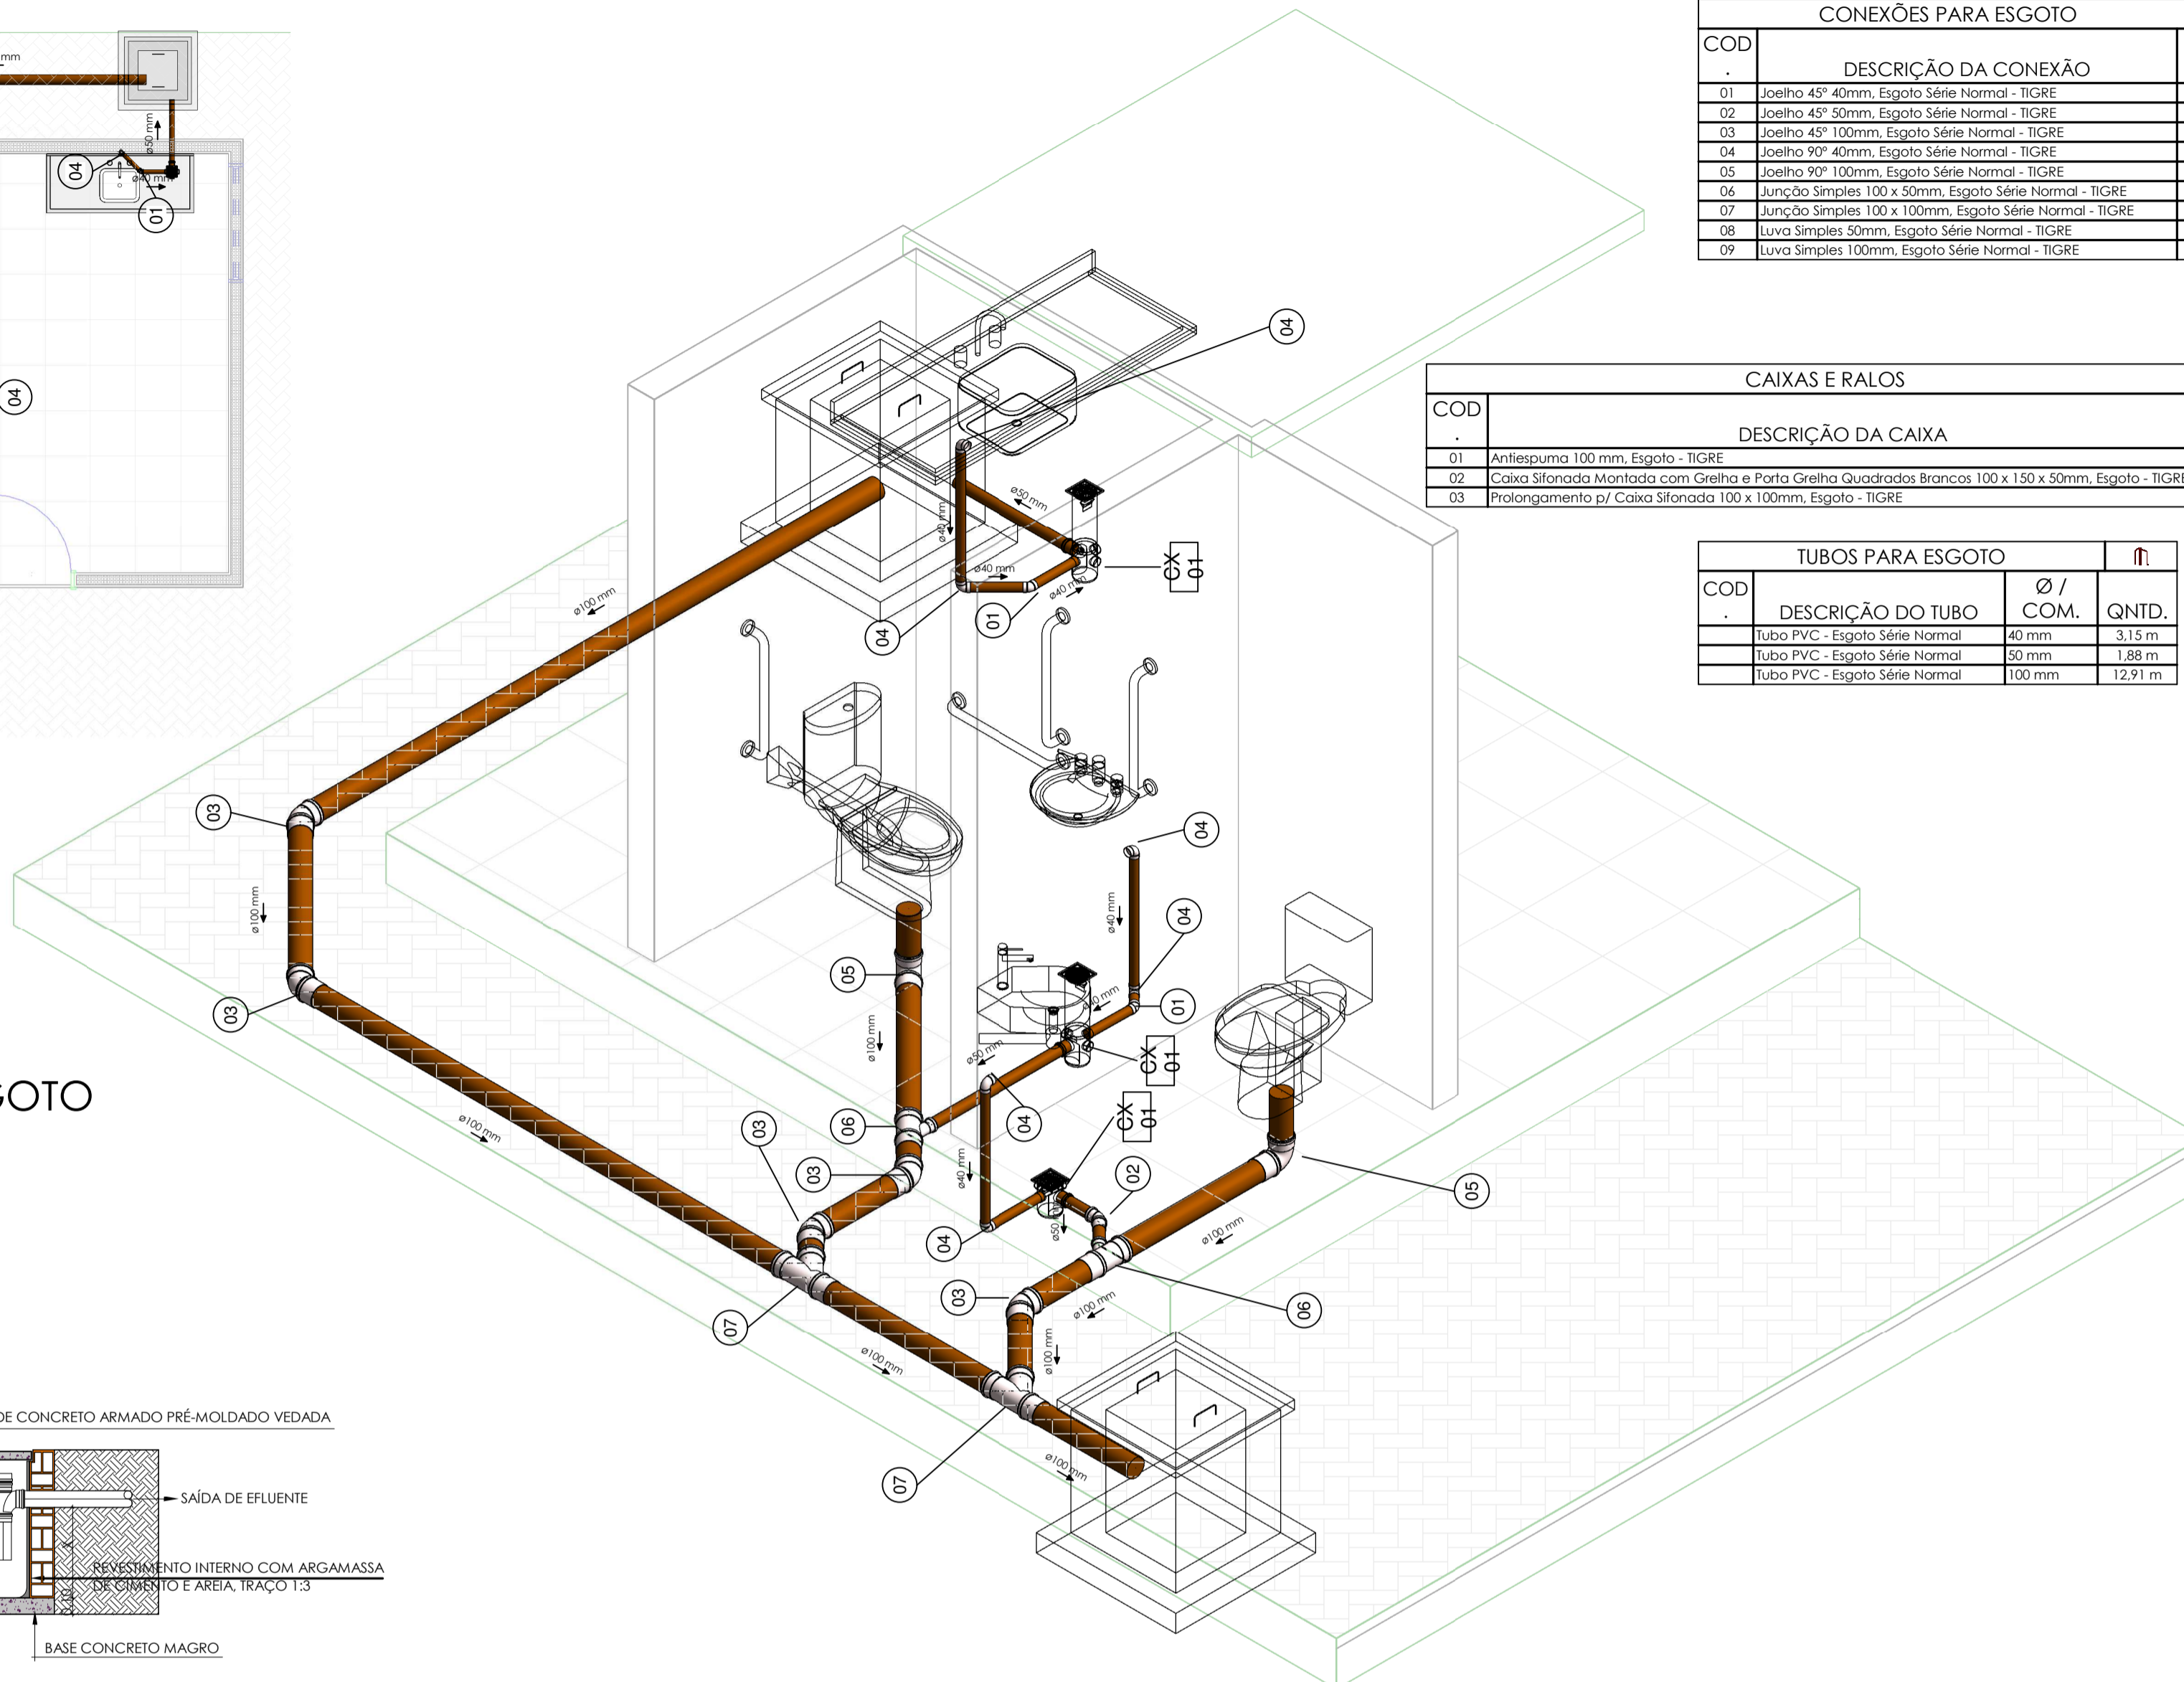 CONEXÕES PARA ESGOTO
COD
.
DESCRIÇÃO DA CONEXÃO
01 Joelho 45º 40mm, Esgoto Série Normal - TIGRE
02 Joelho 45º 50mm, Esgoto Série Normal - TIGRE
03 Joelho 45º 100mm, Esgoto Série Normal - TIGRE
04 Joelho 90º 40mm, Esgoto Série Normal - TIGRE
05 Joelho 90º 100mm, Esgoto Série Normal - TIGRE
06 Junção Simples 100 x 50mm, Esgoto Série Normal - TIGRE
07 Junção Simples 100 x 100mm, Esgoto Série Normal - TIGRE
08 Luva Simples 50mm, Esgoto Série Normal - TIGRE
09 Luva Simples 100mm, Esgoto Série Normal - TIGRE
CAIXAS E RALOS
COD
.
DESCRIÇÃO DA CAIXA
01 Antiespuma 100 mm, Esgoto - TIGRE
02 Caixa Sifonada Montada com Grelha e Porta Grelha Quadrados Brancos 100 x 150 x 50mm, Esgoto - TIGRE
03 Prolongamento p/ Caixa Sifonada 100 x 100mm, Esgoto - TIGRE
TUBOS PARA ESGOTO
COD
.
DESCRIÇÃO DO TUBO
Ø /
COM.
QNTD.
Tubo PVC - Esgoto Série Normal 40 mm 3,15 m
Tubo PVC - Esgoto Série Normal 50 mm 1,88 m
Tubo PVC - Esgoto Série Normal 100 mm 12,91 m
mm
ø50 mm
04
ø40 mm
01
04
04
ø50 mm
ø40 mm
ø40 mm
ø40 mm
CX
01
04
01
ø100 mm
03
ø100 mm
03
04
ø40 mm
04
05
01
ø100 mm
ø50 mm
CX
01
CX
01
ø100 mm
03
06
04
03
ø40 mm
02
05
04
ø50
ø100 mm
03
ø100 mm
06
07
ø100 mm
ø100 mm
07
ø100 mm
GOTO
DE CONCRETO ARMADO PRÉ-MOLDADO VEDADA
SAÍDA DE EFLUENTE
X
REVESTIMENTO INTERNO COM ARGAMASSA
DE CIMENTO E AREIA, TRAÇO 1:3
BASE CONCRETO MAGRO